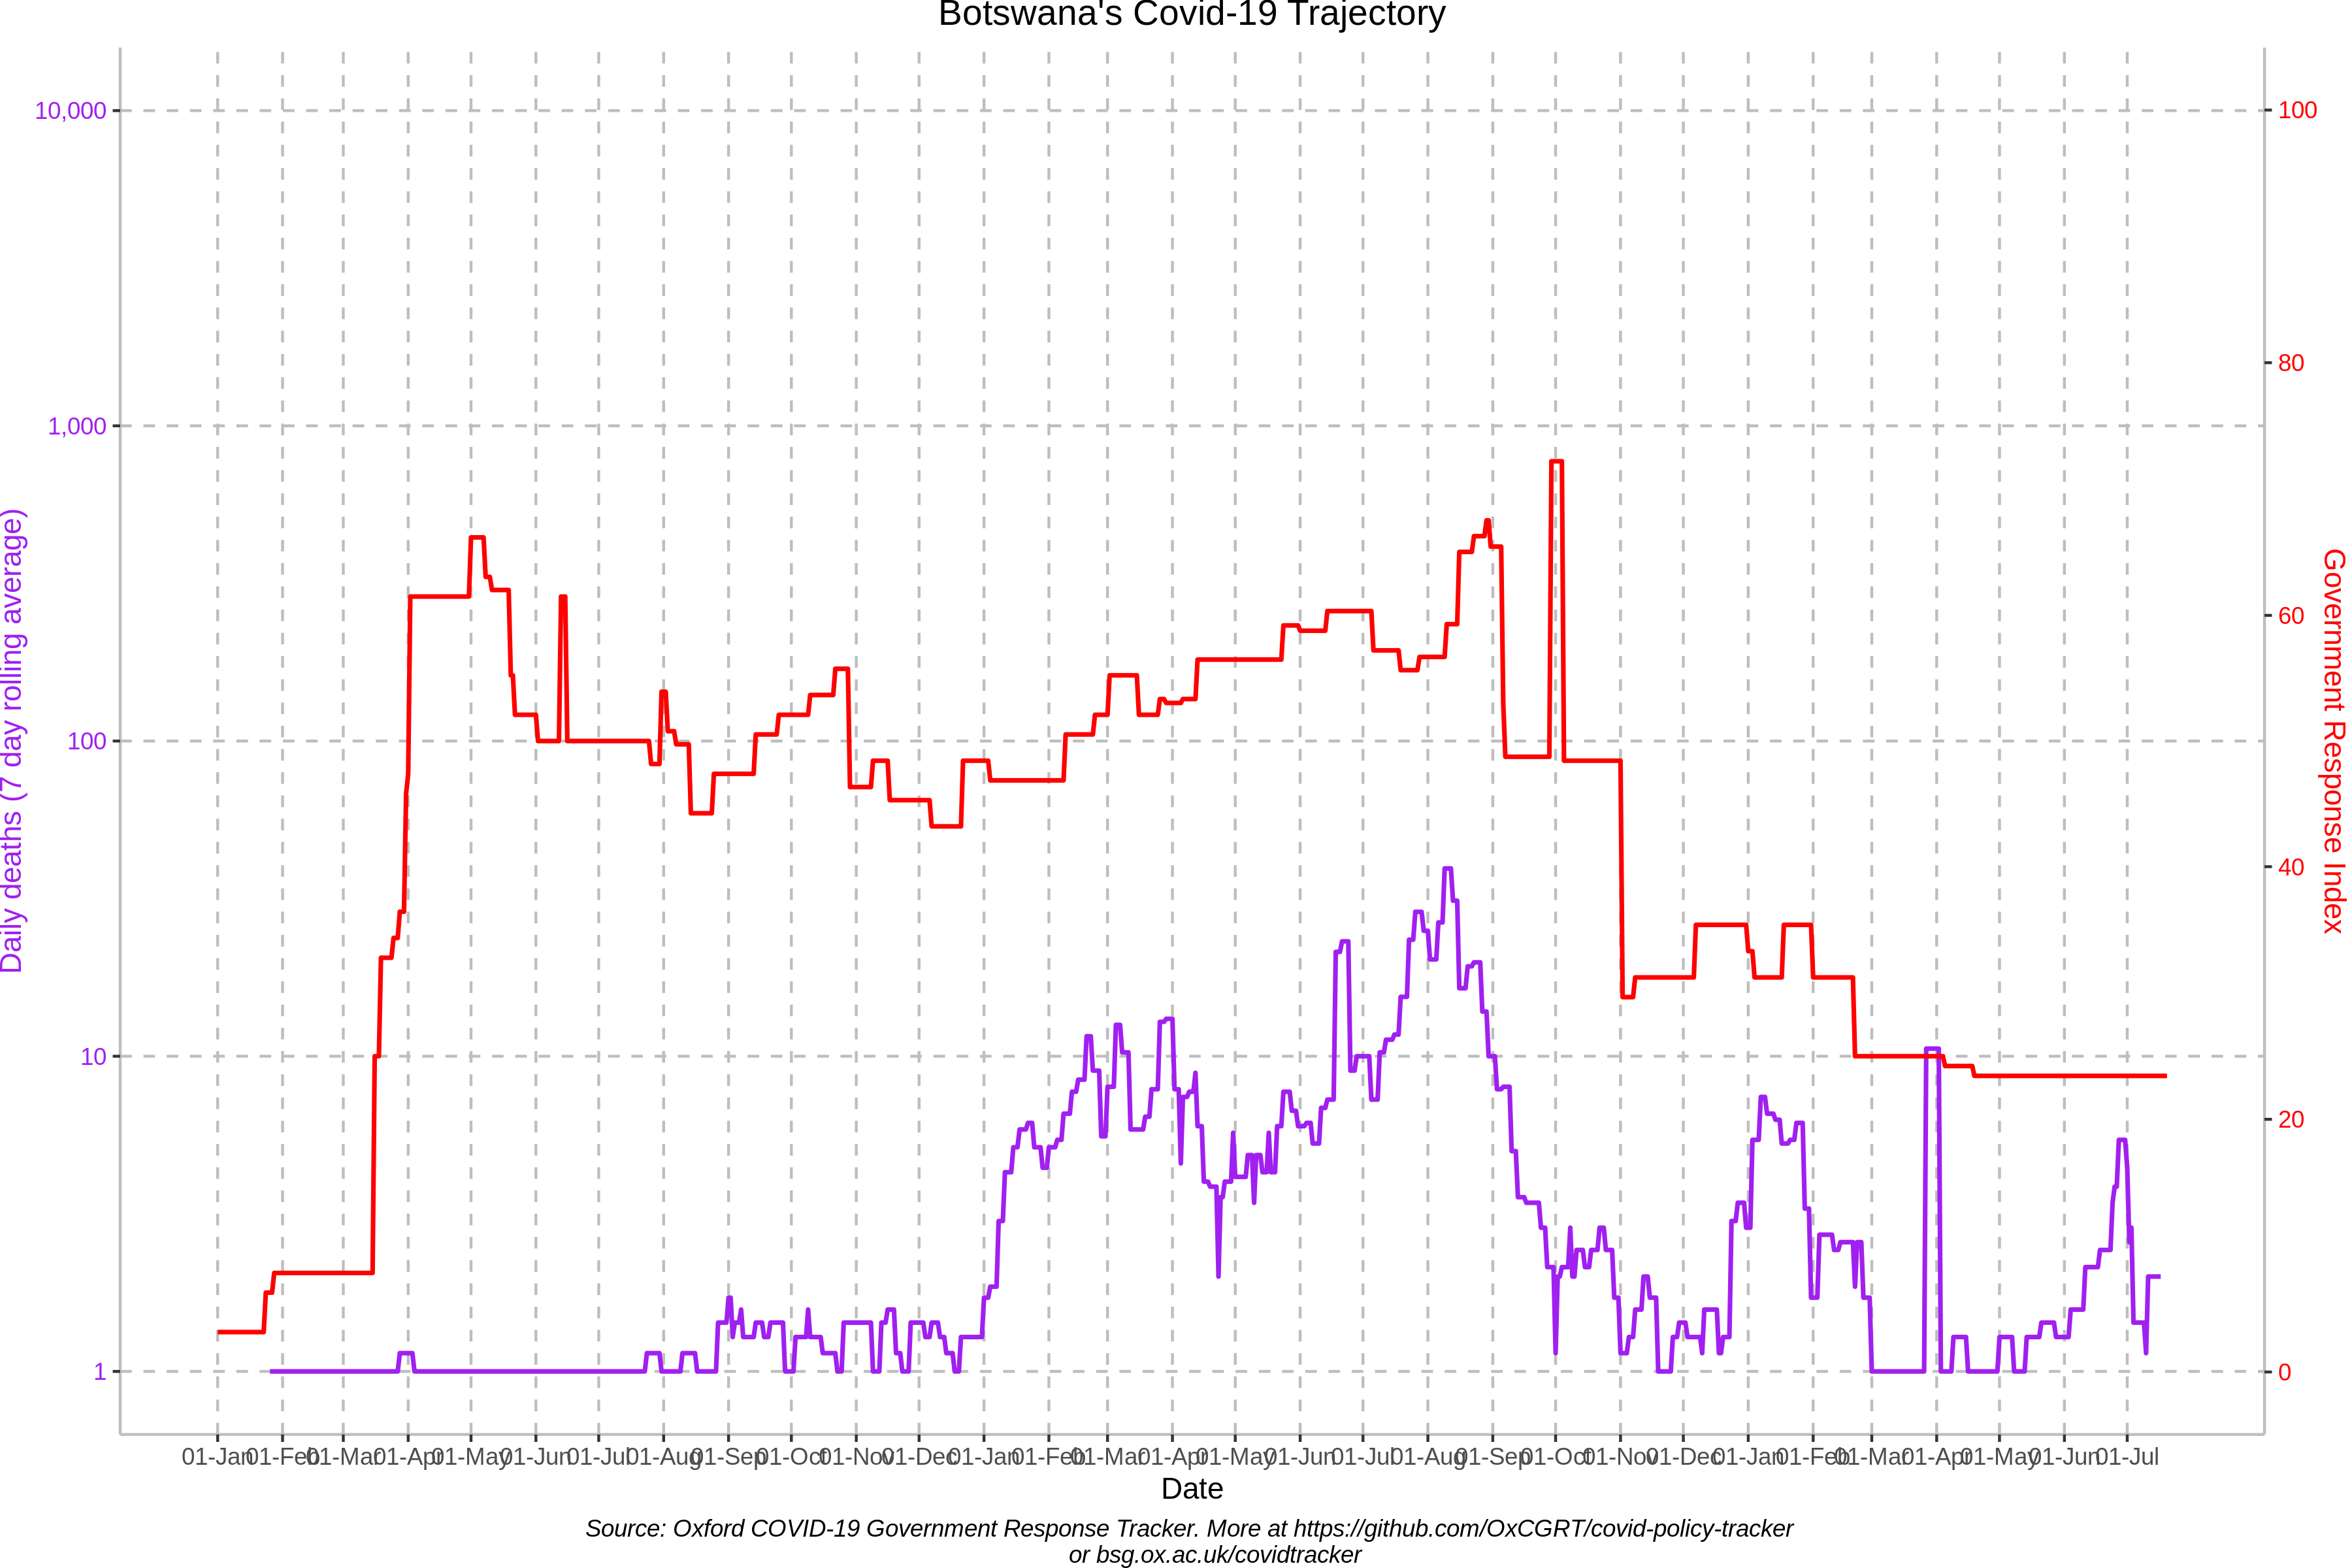 Botswana's Covid-19 Trajectory
10,000
1,000
100
10
1
Daily deaths (7 day rolling average)
100
80
60
40
20
0
Government Response Index
01-Jan 01-Feb 01-Mar 01-Apr 01-May 01-Jun 01-Jul 01-Aug 01-Sep 01-Oct 01-Nov 01-Dec 01-Jan 01-Feb 01-Mar 01-Apr 01-May 01-Jun 01-Jul 01-Aug 01-Sep 01-Oct 01-Nov 01-Dec 01-Jan 01-Feb 01-Mar 01-Apr 01-May 01-Jun 01-Jul
Date
Source: Oxford COVID-19 Government Response Tracker. More at https://github.com/OxCGRT/covid-policy-tracker
or bsg.ox.ac.uk/covidtracker